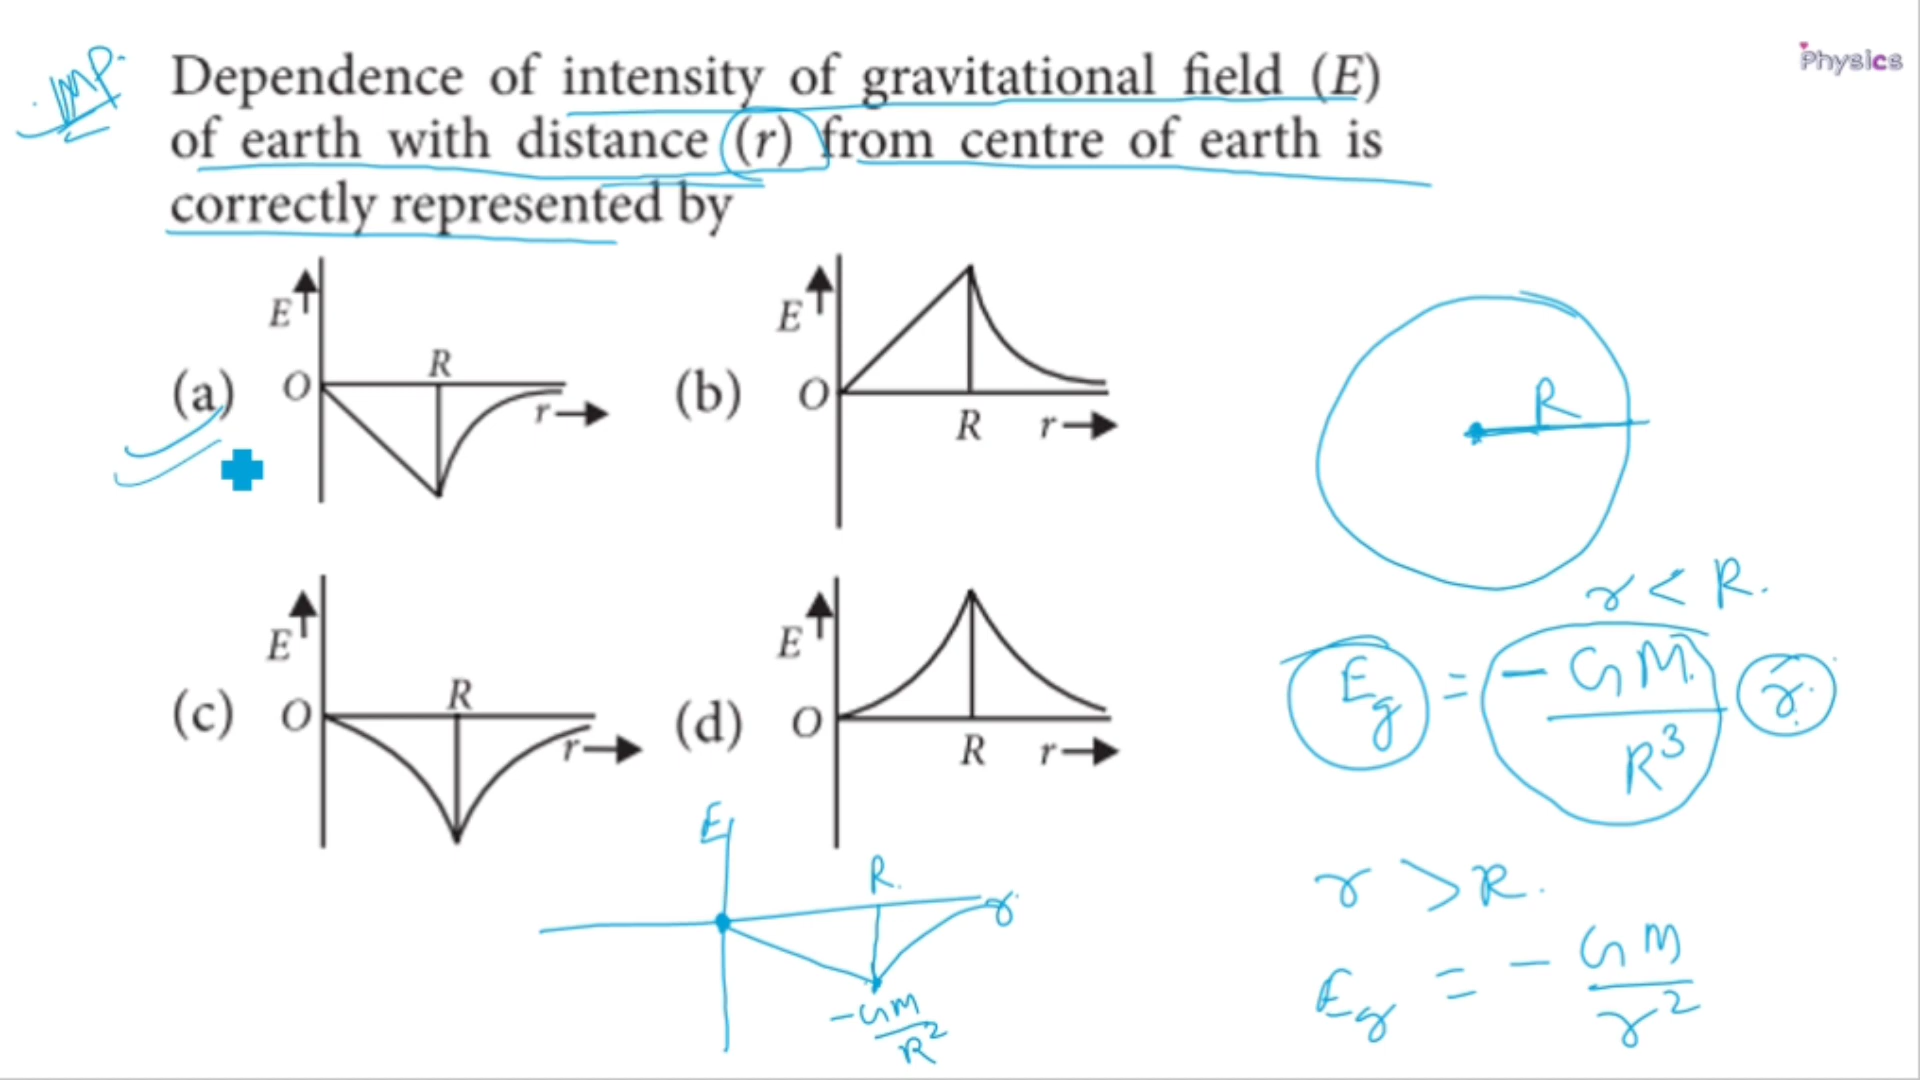 IMP.
Physics
Dependence of intensity of gravitational field (E)
of earth with distance (r) from centre of earth is
correctly represented by
(a) E O R r
(b) E O R r
R
r < R.
(c) E O R r
(d) E O R r
Eg = - GM/R³ r
E R. r
-GM/R²
r > R.
Eg = - GM/r²